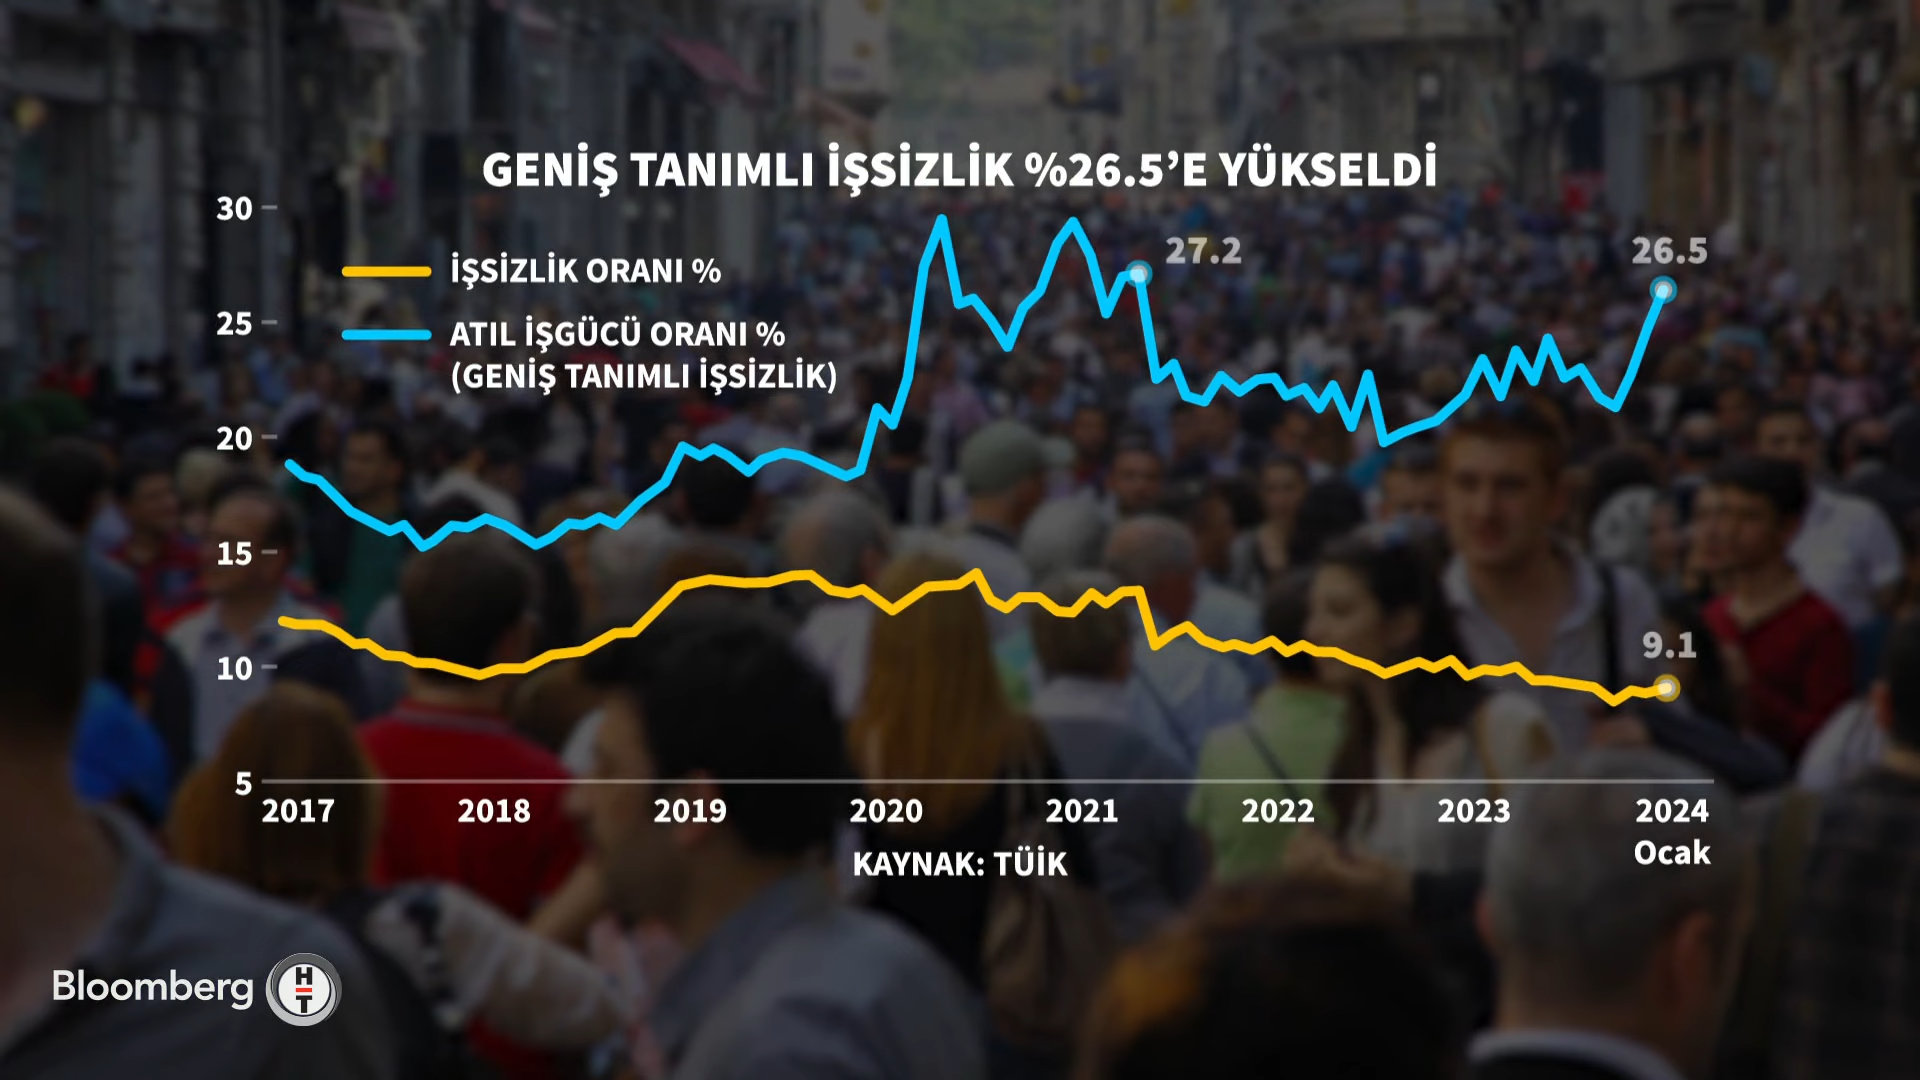 GENİŞ TANIMLI İŞSİZLİK %26.5’E YÜKSELDİ
30
İŞSİZLİK ORANI %
27.2
26.5
25
ATIL İŞGÜCÜ ORANI %
(GENİŞ TANIMLI İŞSİZLİK)
20
15
10
9.1
5
2017 2018 2019 2020 2021 2022 2023 2024
Ocak
KAYNAK: TÜİK
Bloomberg HT